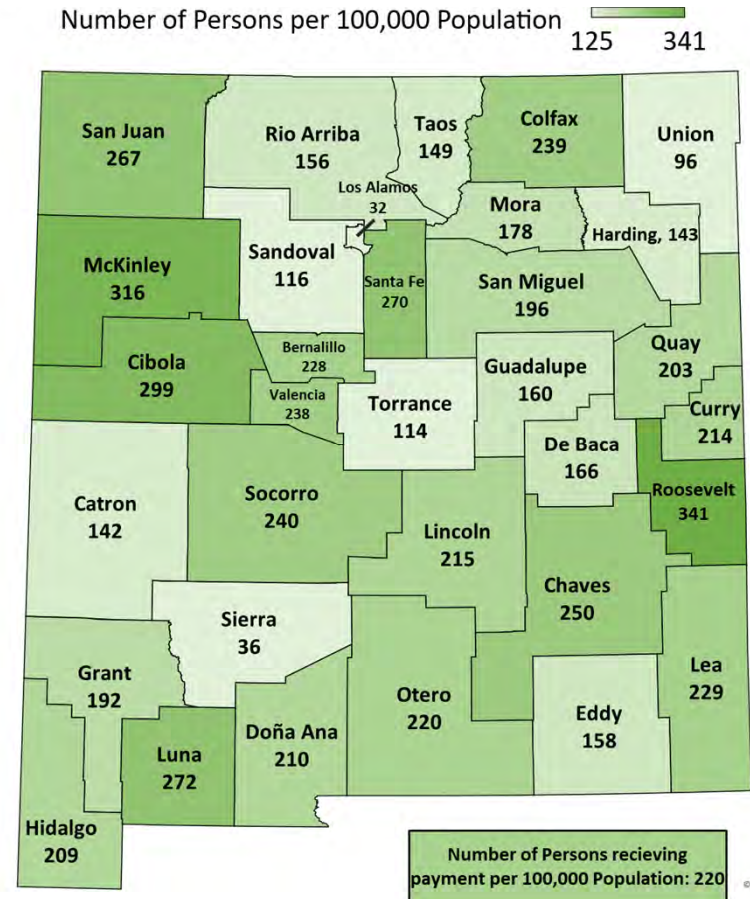 Number of Persons per 100,000 Population
125 341
San Juan
267
Rio Arriba
156
Taos
149
Colfax
239
Union
96
Los Alamos
32
Mora
178
Harding, 143
McKinley
316
Sandoval
116
Santa Fe
270
San Miguel
196
Cibola
299
Bernalillo
228
Valencia
238
Torrance
114
Guadalupe
160
Quay
203
Curry
214
De Baca
166
Roosevelt
341
Catron
142
Socorro
240
Lincoln
215
Chaves
250
Sierra
36
Grant
192
Luna
272
Doña Ana
210
Otero
220
Eddy
158
Lea
229
Hidalgo
209
Number of Persons recieving
payment per 100,000 Population: 220
©